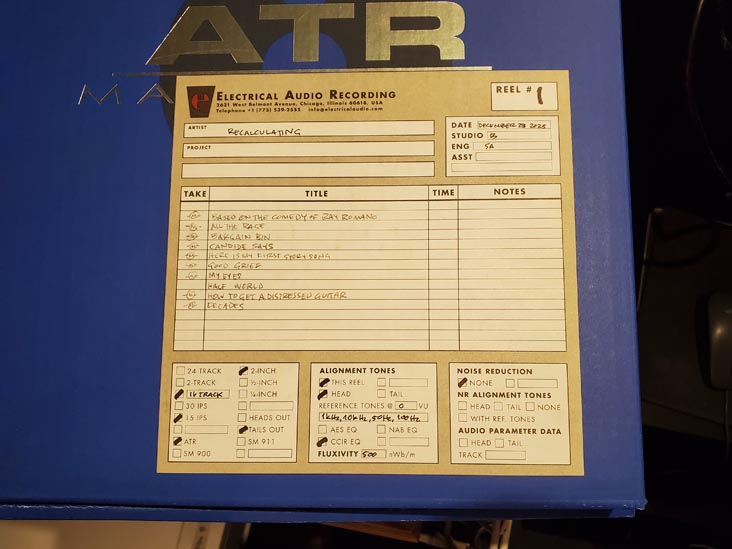 ATR
MA
e
ELECTRICAL AUDIO RECORDING
2621 West Belmont Avenue, Chicago, Illinois 60618, USA
Telephone +1 (773) 539-2555 info@electricalaudio.com
REEL # 1
ARTIST RECALCULATING
PROJECT
DATE DECEMBER 28
STUDIO B
ENG SA
ASST
TAKE TITLE TIME NOTES
BASED ON THE COMEDY OF RAY ROMANO
ALL THE RAGE
BARGAIN BIN
CANDIDE SAYS
HERE IS MY FIRST SONG
GOOD GRIEF
MY EYES
HALF WORLD
HOW TO GET A DISTRESSED GUITAR
DECADES
24 TRACK 2-INCH
2-TRACK ½-INCH
16 TRACK ¼-INCH
30 IPS
15 IPS HEADS OUT
TAILS OUT
ATR SM 911
SM 900
ALIGNMENT TONES
THIS REEL
HEAD TAIL
REFERENCE TONES @ 0 VU
1kHz, 10kHz, 50Hz, 100Hz
AES EQ NAB EQ
CCIR EQ
FLUXIVITY 500 nWb/m
NOISE REDUCTION
NONE
NR ALIGNMENT TONES
HEAD TAIL NONE
WITH REF. TONES
AUDIO PARAMETER DATA
HEAD TAIL
TRACK